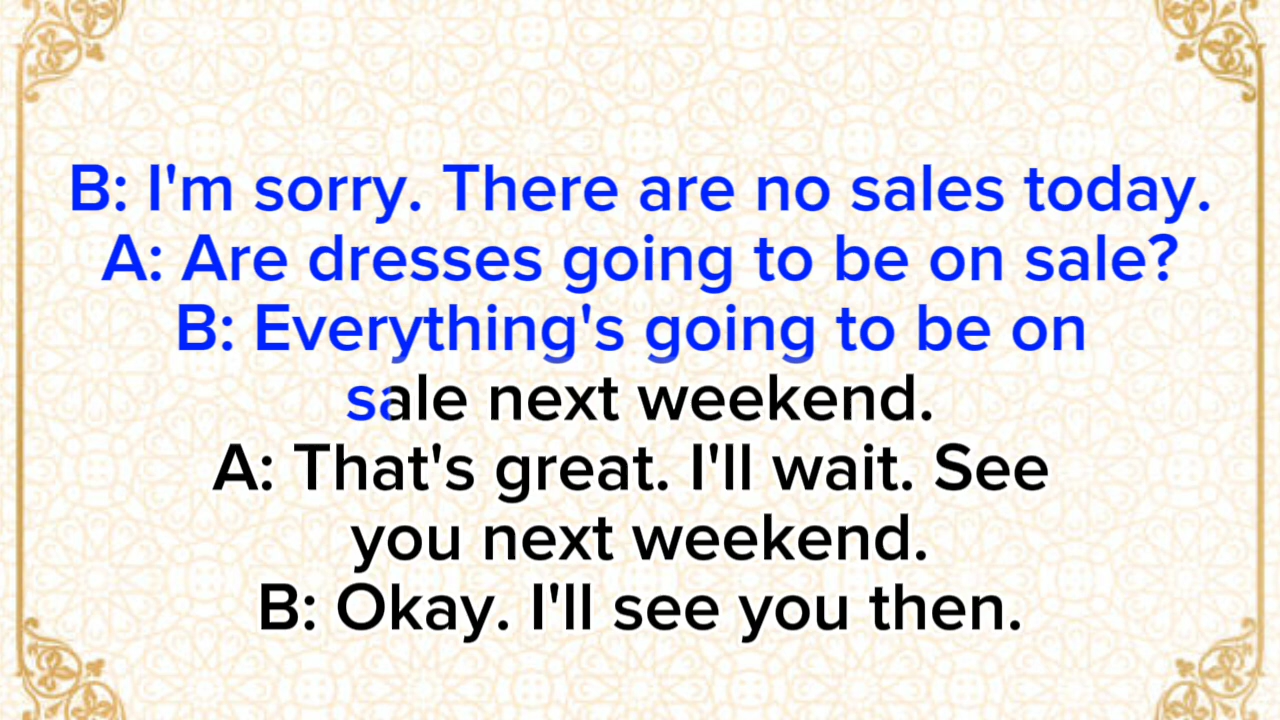 B: I'm sorry. There are no sales today.
A: Are dresses going to be on sale?
B: Everything's going to be on
sale next weekend.
A: That's great. I'll wait. See
you next weekend.
B: Okay. I'll see you then.